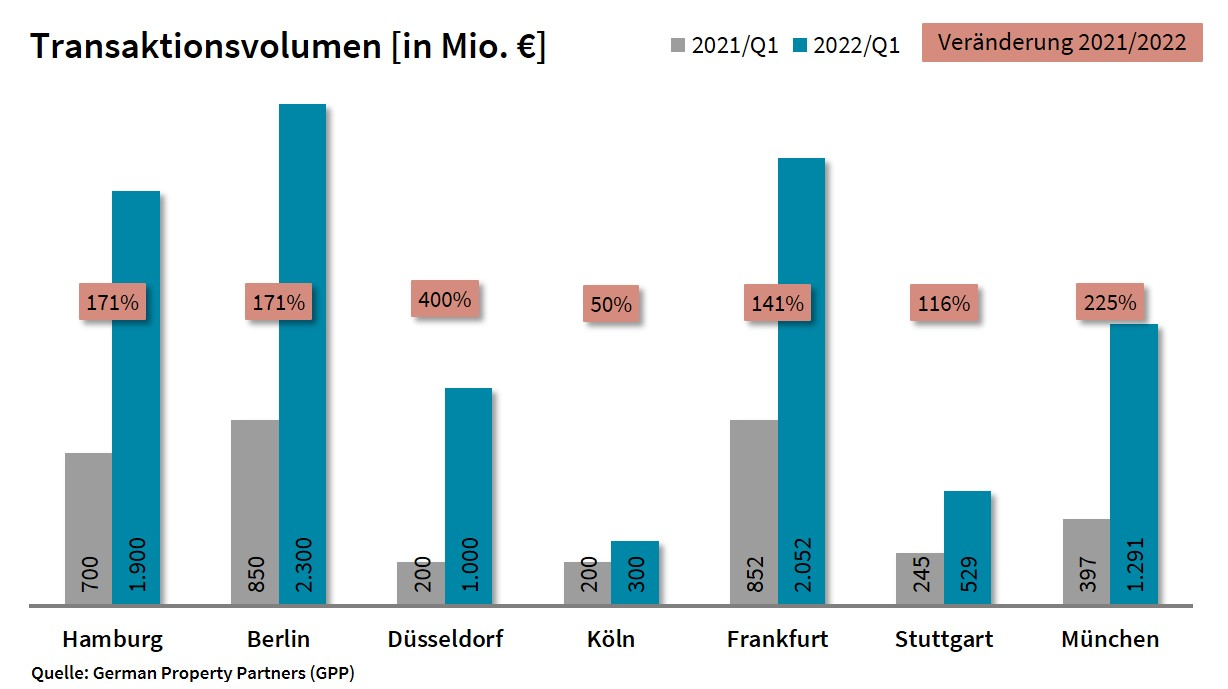 Transaktionsvolumen [in Mio. €]
2021/Q1 2022/Q1
Veränderung 2021/2022
171% 171% 400% 50% 141% 116% 225%
700 1.900 850 2.300 200 1.000 200 300 852 2.052 245 529 397 1.291
Hamburg Berlin Düsseldorf Köln Frankfurt Stuttgart München
Quelle: German Property Partners (GPP)